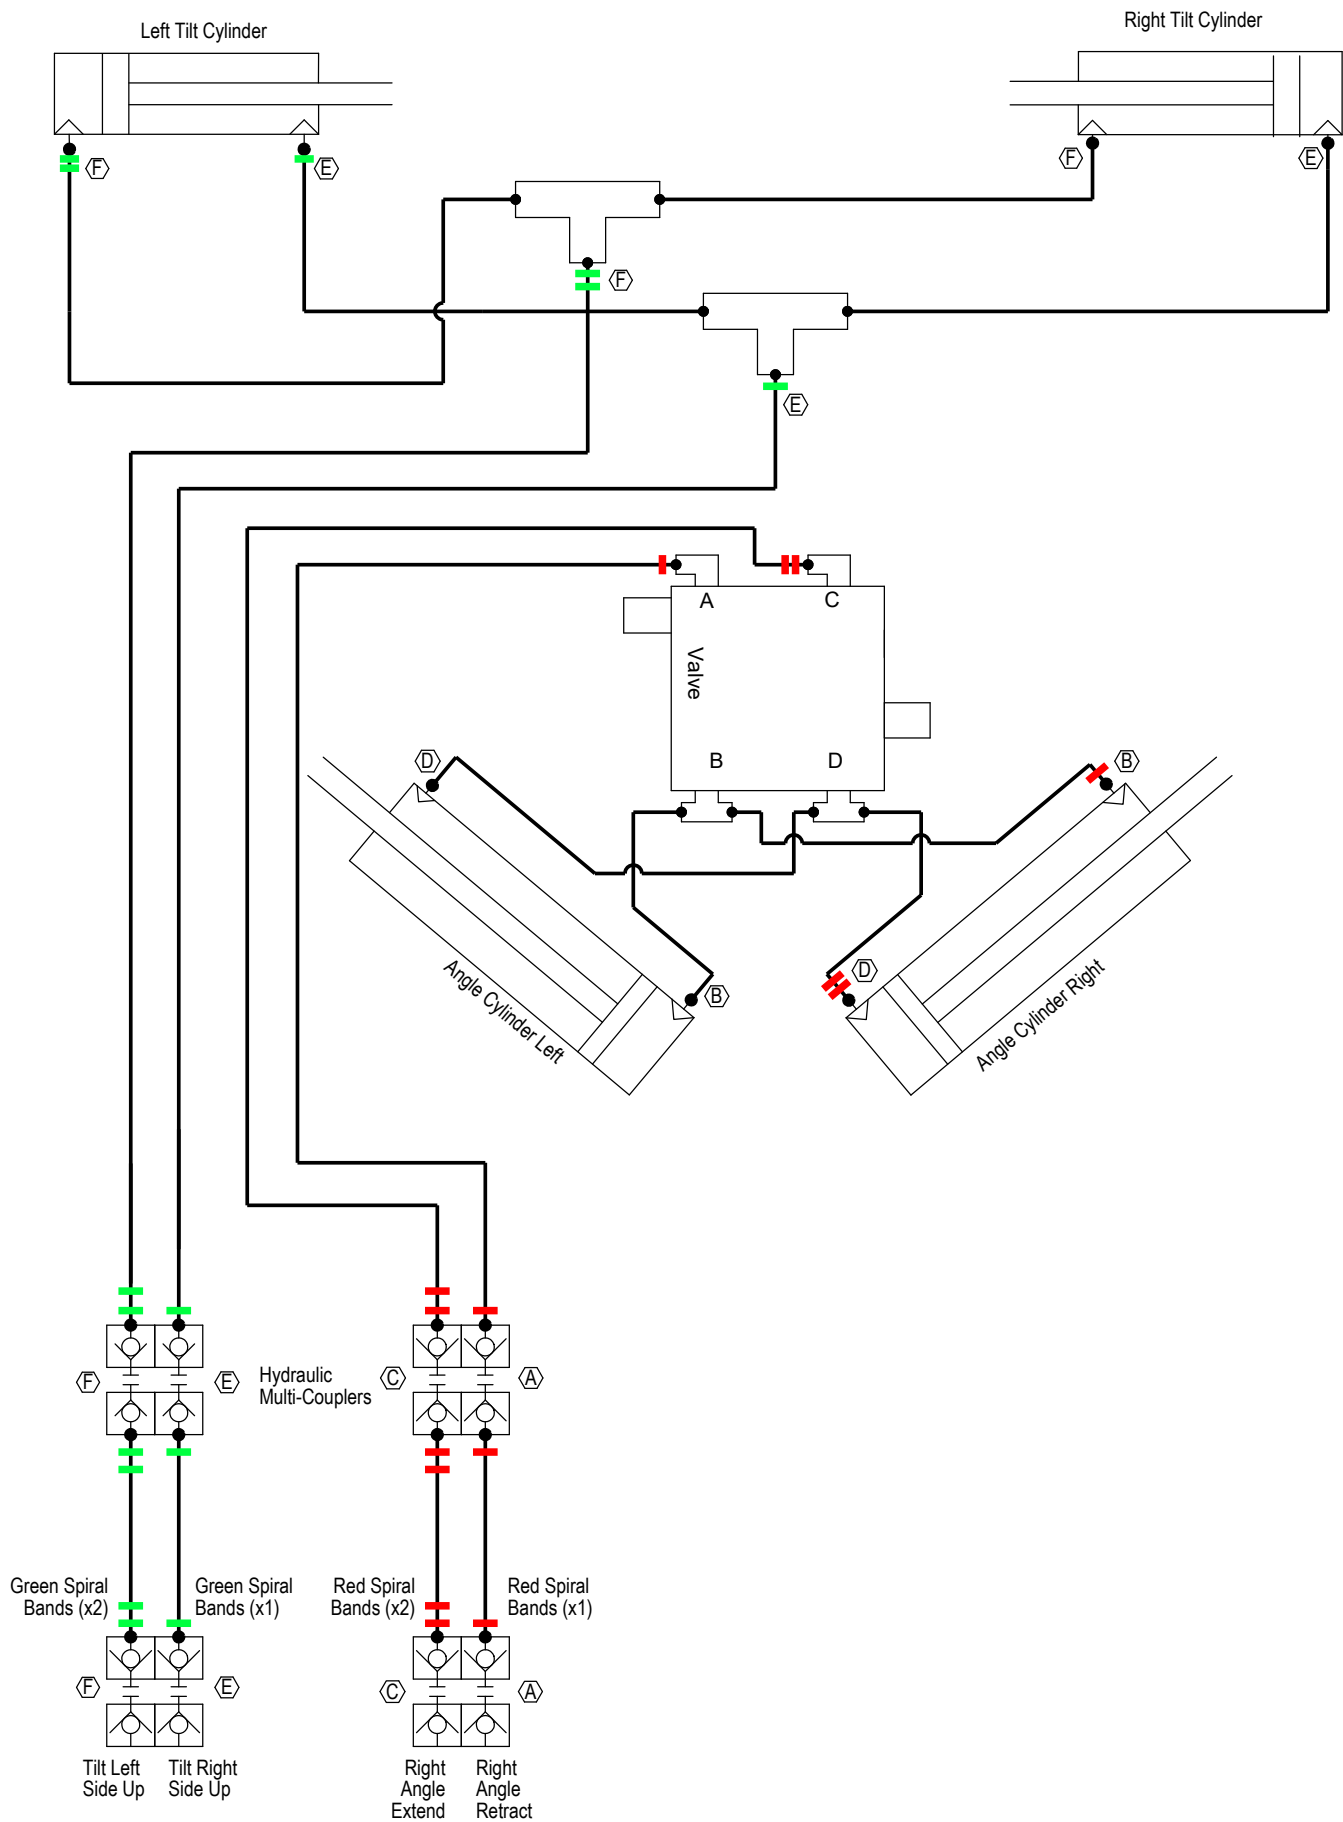 Right Tilt Cylinder
Left Tilt Cylinder
F
E
F
E
F
E
A
C
Valve
B
D
D
B
D
B
Angle Cylinder Left
Angle Cylinder Right
F
E
Hydraulic
Multi-Couplers
C
A
Green Spiral
Bands (x2)
Green Spiral
Bands (x1)
Red Spiral
Bands (x2)
Red Spiral
Bands (x1)
F
E
C
A
Tilt Left
Side Up
Tilt Right
Side Up
Right
Angle
Extend
Right
Angle
Retract